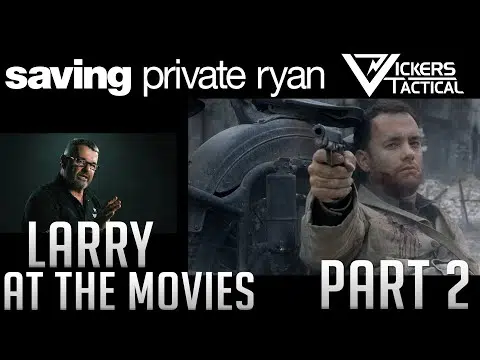 saving private ryan
VICKERS
TACTICAL
LARRY
AT THE MOVIES
PART 2